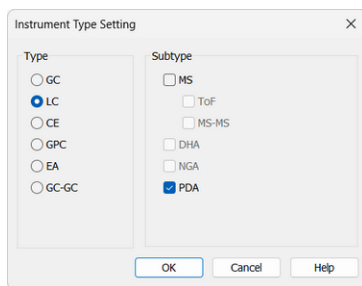 Instrument Type Setting
Type
GC
LC
CE
GPC
EA
GC-GC
Subtype
MS
ToF
MS-MS
DHA
NGA
PDA
OK Cancel Help